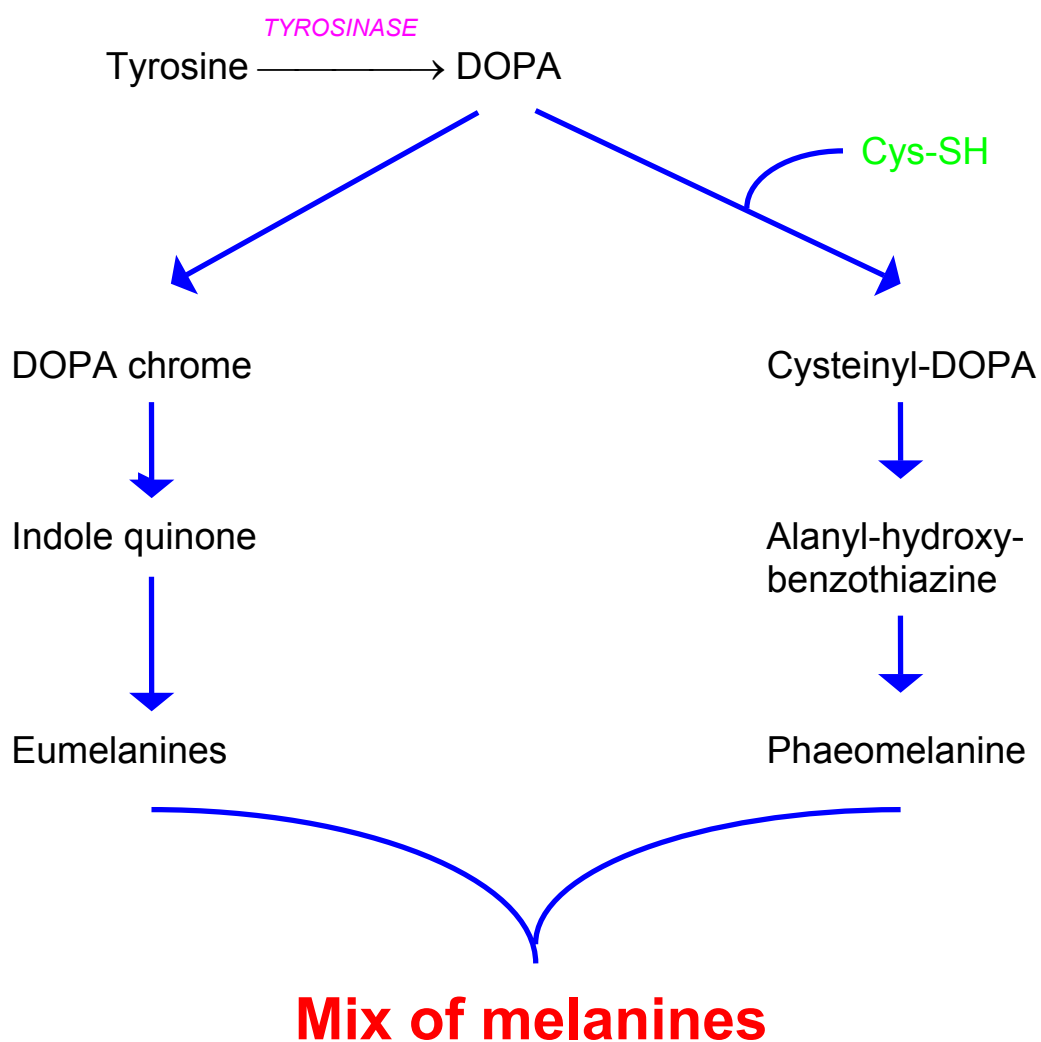 TYROSINASE
Tyrosine → DOPA
Cys-SH
DOPA chrome
Cysteinyl-DOPA
Indole quinone
Alanyl-hydroxy-
benzothiazine
Eumelanines
Phaeomelanine
Mix of melanines